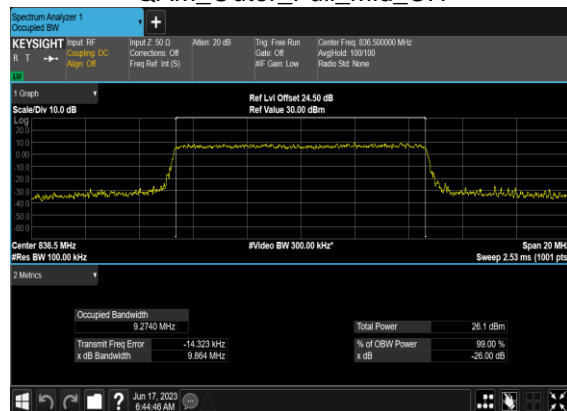 Spectrum Analyzer 1
Occupied BW
KEYSIGHT Input: RF
R T Coupling: DC
Align: Off
Input Z: 50 Ω
Corrections: Off
Freq Ref: Int (S)
Atten: 20 dB
Trig: Free Run
Gate: Off
#IF Gain: Low
Center Freq: 836.500000 MHz
Avg|Hold: 100/100
Radio Std: None
1 Graph
Scale/Div 10.0 dB
Ref Lvl Offset 24.50 dB
Ref Value 30.00 dBm
Log
20.0
10.0
0.00
-10.0
-20.0
-30.0
-40.0
-50.0
-60.0
Center 836.5 MHz
#Res BW 100.00 kHz
#Video BW 300.00 kHz*
Span 20 MHz
Sweep 2.53 ms (1001 pts
2 Metrics
Occupied Bandwidth
9.2740 MHz
Total Power 26.1 dBm
Transmit Freq Error -14.323 kHz
% of OBW Power 99.00 %
x dB Bandwidth 9.864 MHz
x dB -26.00 dB
Jun 17, 2023
6:44:46 AM